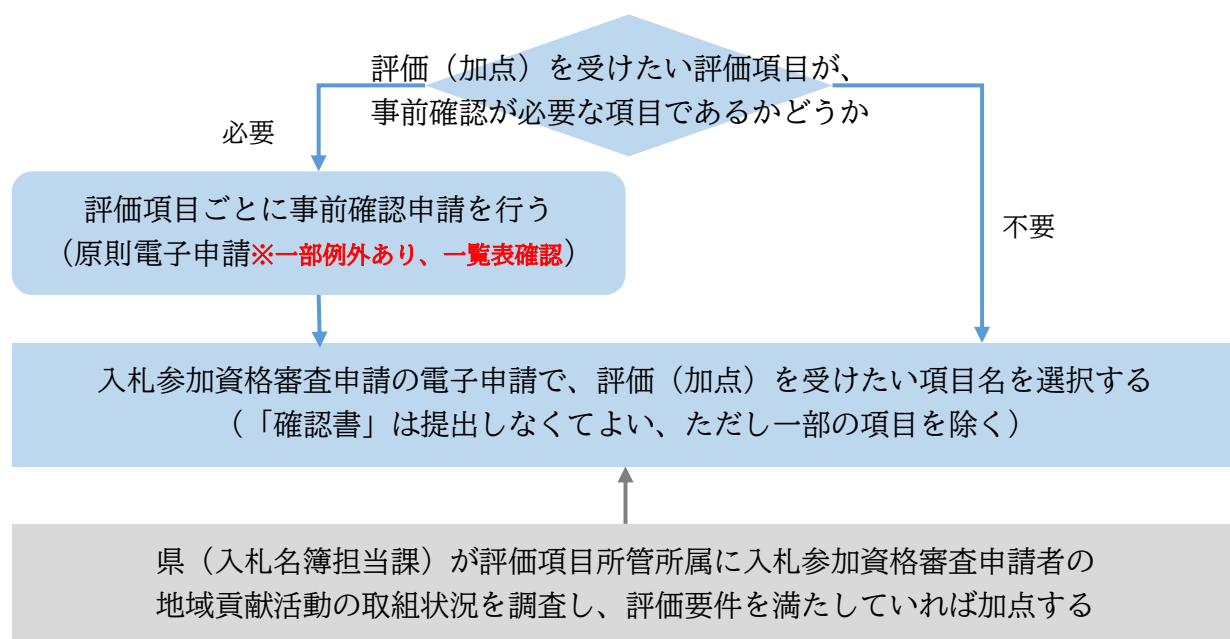 評価（加点）を受けたい評価項目が、
事前確認が必要な項目であるかどうか
必要
評価項目ごとに事前確認申請を行う
（原則電子申請※一部例外あり、一覧表確認）
不要
入札参加資格審査申請の電子申請で、評価（加点）を受けたい項目名を選択する
（「確認書」は提出しなくてよい、ただし一部の項目を除く）
県（入札名簿担当課）が評価項目所管所属に入札参加資格審査申請者の
地域貢献活動の取組状況を調査し、評価要件を満たしていれば加点する